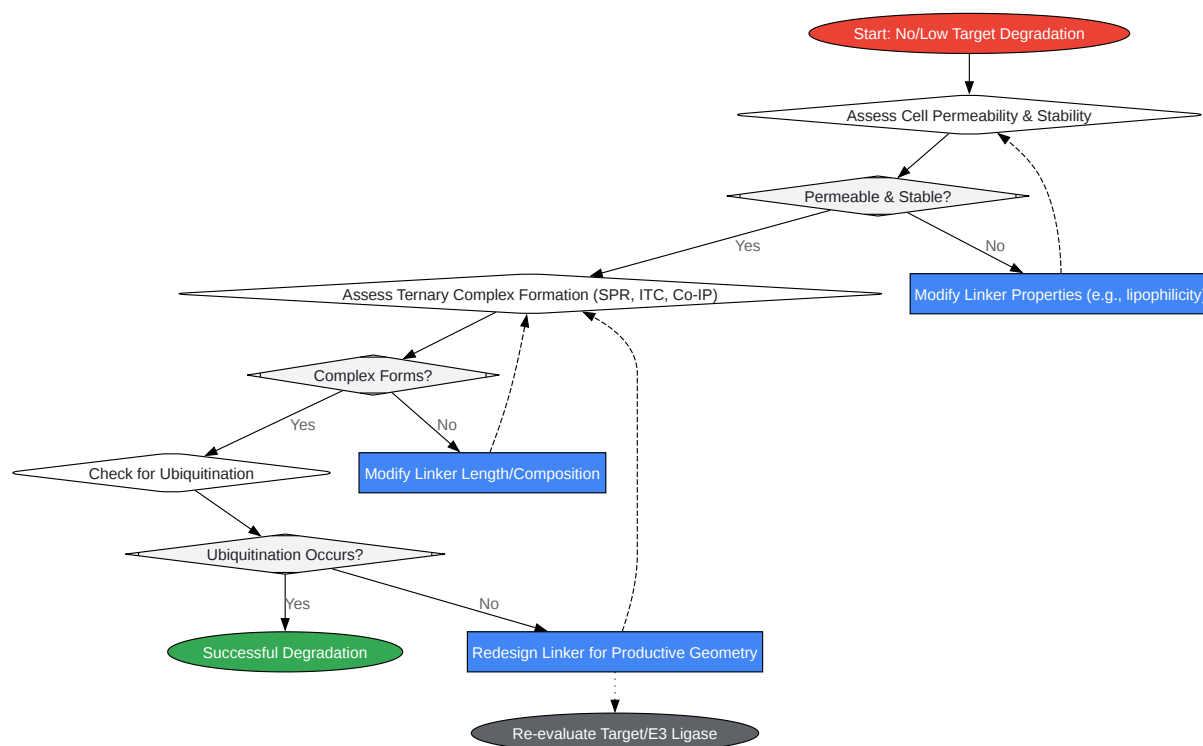 Start: No/Low Target Degradation
Assess Cell Permeability & Stability
Permeable & Stable?
Yes
No
Assess Ternary Complex Formation (SPR, ITC, Co-IP)
Modify Linker Properties (e.g., lipophilicity)
Complex Forms?
Yes
No
Check for Ubiquitination
Modify Linker Length/Composition
Ubiquitination Occurs?
Yes
No
Successful Degradation
Redesign Linker for Productive Geometry
Re-evaluate Target/E3 Ligase